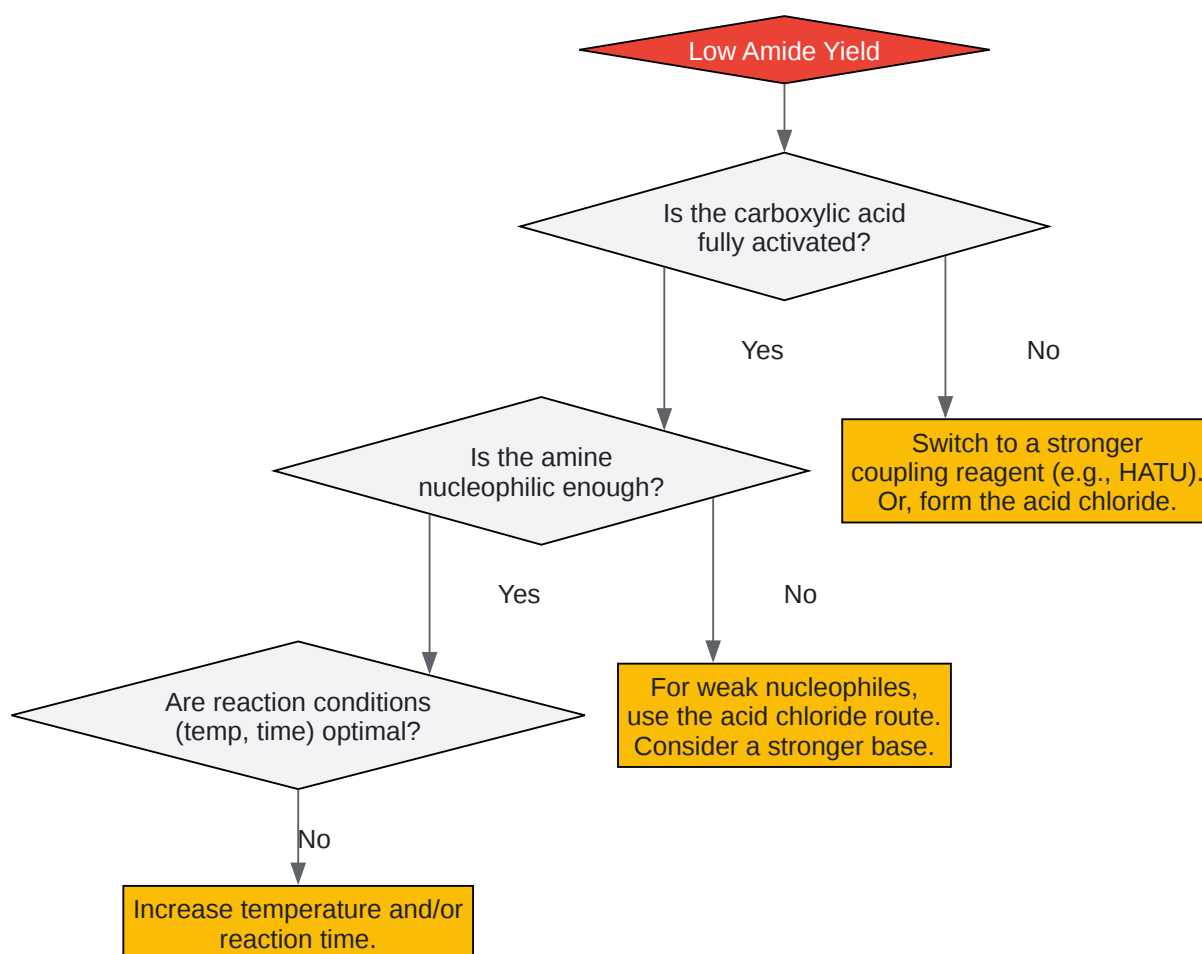 Low Amide Yield
Is the carboxylic acid
fully activated?
Yes
No
Is the amine
nucleophilic enough?
Switch to a stronger
coupling reagent (e.g., HATU).
Or, form the acid chloride.
Yes
No
Are reaction conditions
(temp, time) optimal?
For weak nucleophiles,
use the acid chloride route.
Consider a stronger base.
No
Increase temperature and/or
reaction time.